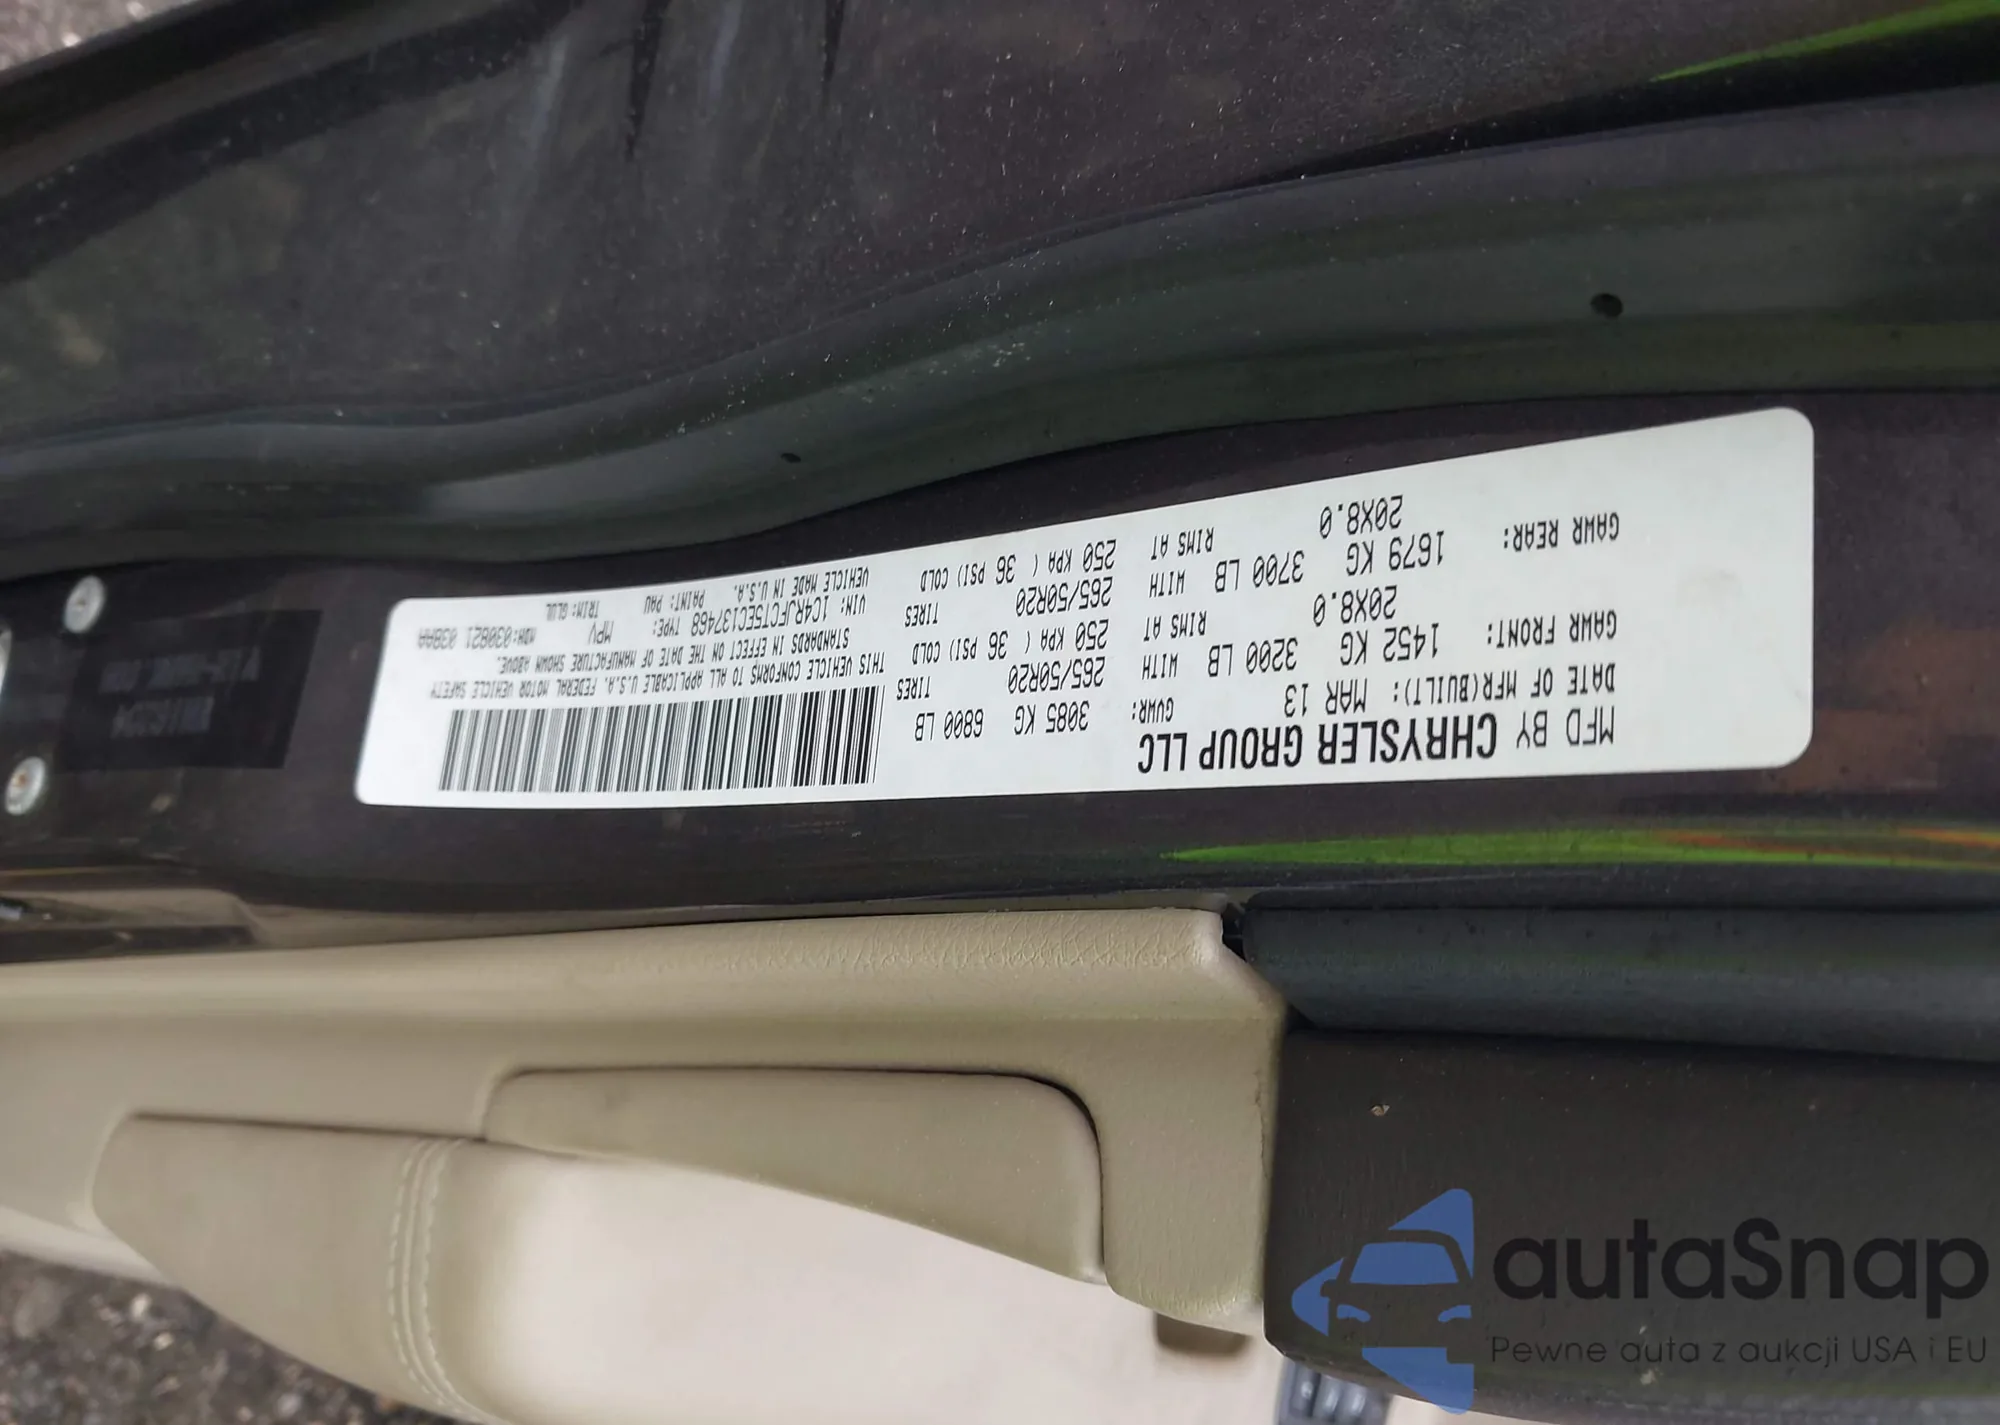 MFD BY CHRYSLER GROUP LLC
DATE OF MFR(BUILT): MAR 13 GVWR: 3085 KG 6800 LB
GAWR FRONT: 1452 KG 3200 LB WITH 265/50R20 TIRES
20X8.0 RIMS AT 250 KPA ( 36 PSI) COLD
GAWR REAR: 1679 KG 3700 LB WITH 265/50R20 TIRES
20X8.0 RIMS AT 250 KPA ( 36 PSI) COLD
THIS VEHICLE CONFORMS TO ALL APPLICABLE U.S.A. FEDERAL MOTOR VEHICLE SAFETY
STANDARDS IN EFFECT ON THE DATE OF MANUFACTURE SHOWN ABOVE.
VIN: 1C4RJFCT5EC137468 TYPE: MPV MDH:030821 038AA
VEHICLE MADE IN U.S.A. PAINT: PAU TRIM: GLUL
autaSnap
Pewne auta z aukcji USA i EU